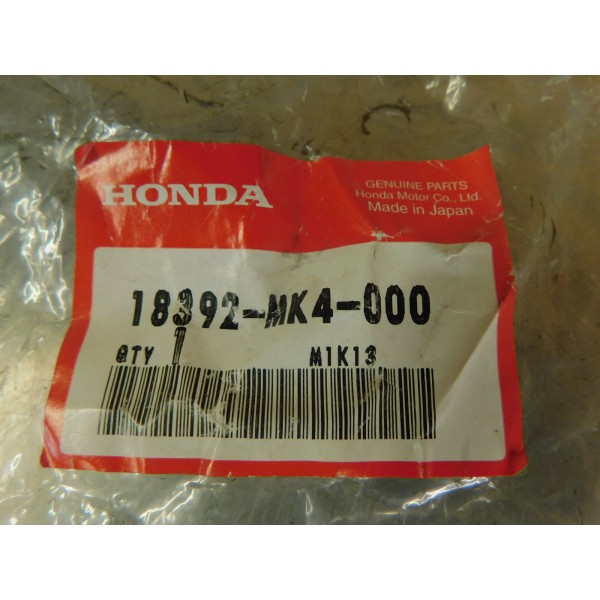 HONDA
GENUINE PARTS
Honda Motor Co., Ltd.
Made in Japan
18392-MK4-000
QTY 1 M1K13